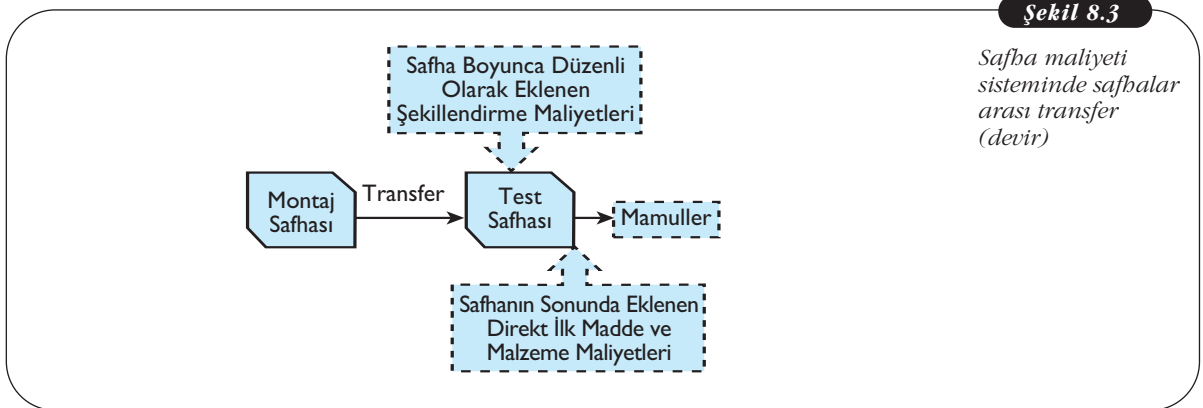 Şekil 8.3
Safha maliyeti
sisteminde safhalar
arası transfer
(devir)
Safha Boyunca Düzenli
Olarak Eklenen
Şekillendirme Maliyetleri
Montaj
Safhası
Transfer
Test
Safhası
Mamuller
Safhanın Sonunda Eklenen
Direkt İlk Madde ve
Malzeme Maliyetleri